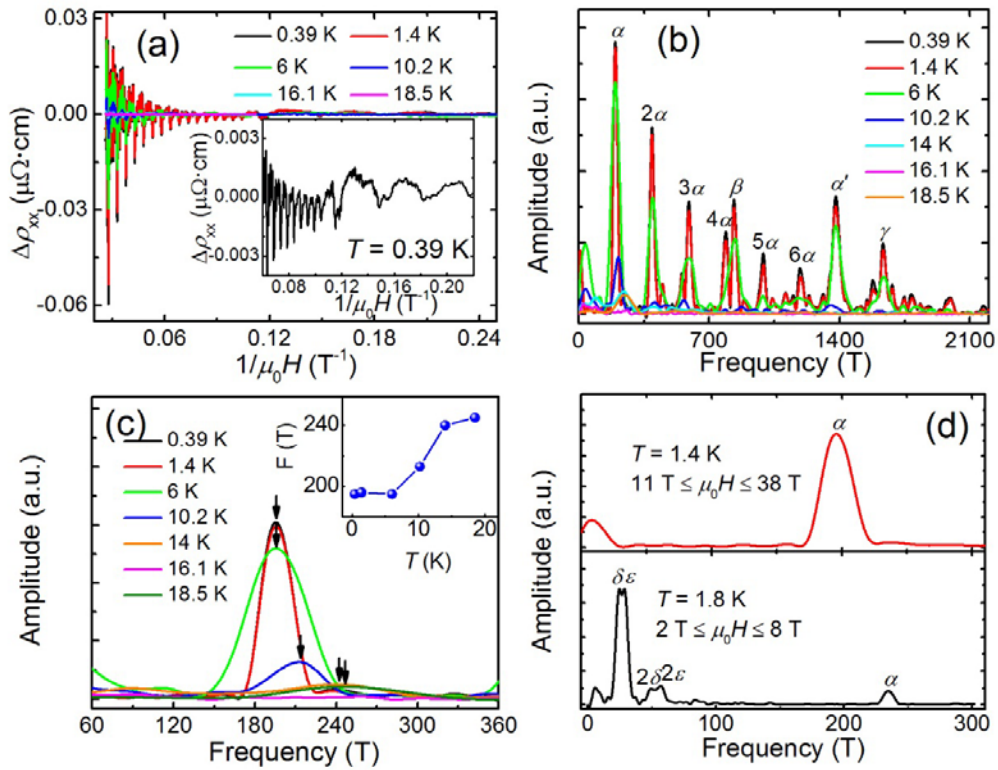 (a)
0.39 K 1.4 K
6 K 10.2 K
16.1 K 18.5 K
0.03
0.00
-0.03
-0.06
Δρxx (μΩ·cm)
0.06 0.12 0.18 0.24
1/μ0H (T-1)
0.003
0.000
-0.003
Δρxx (μΩ·cm)
T = 0.39 K
0.08 0.12 0.16 0.20
1/μ0H (T-1)
(b)
0.39 K
1.4 K
6 K
10.2 K
14 K
16.1 K
18.5 K
α
2α
3α
4α
β
5α
6α
α′
γ
Amplitude (a.u.)
0 700 1400 2100
Frequency (T)
(c)
0.39 K
1.4 K
6 K
10.2 K
14 K
16.1 K
18.5 K
Amplitude (a.u.)
60 120 180 240 300 360
Frequency (T)
F (T)
240
200
0 10 20
T (K)
(d)
α
T = 1.4 K
11 T ≤ μ0H ≤ 38 T
Amplitude (a.u.)
δε
T = 1.8 K
2 T ≤ μ0H ≤ 8 T
2δ2ε
α
Amplitude (a.u.)
0 100 200 300
Frequency (T)